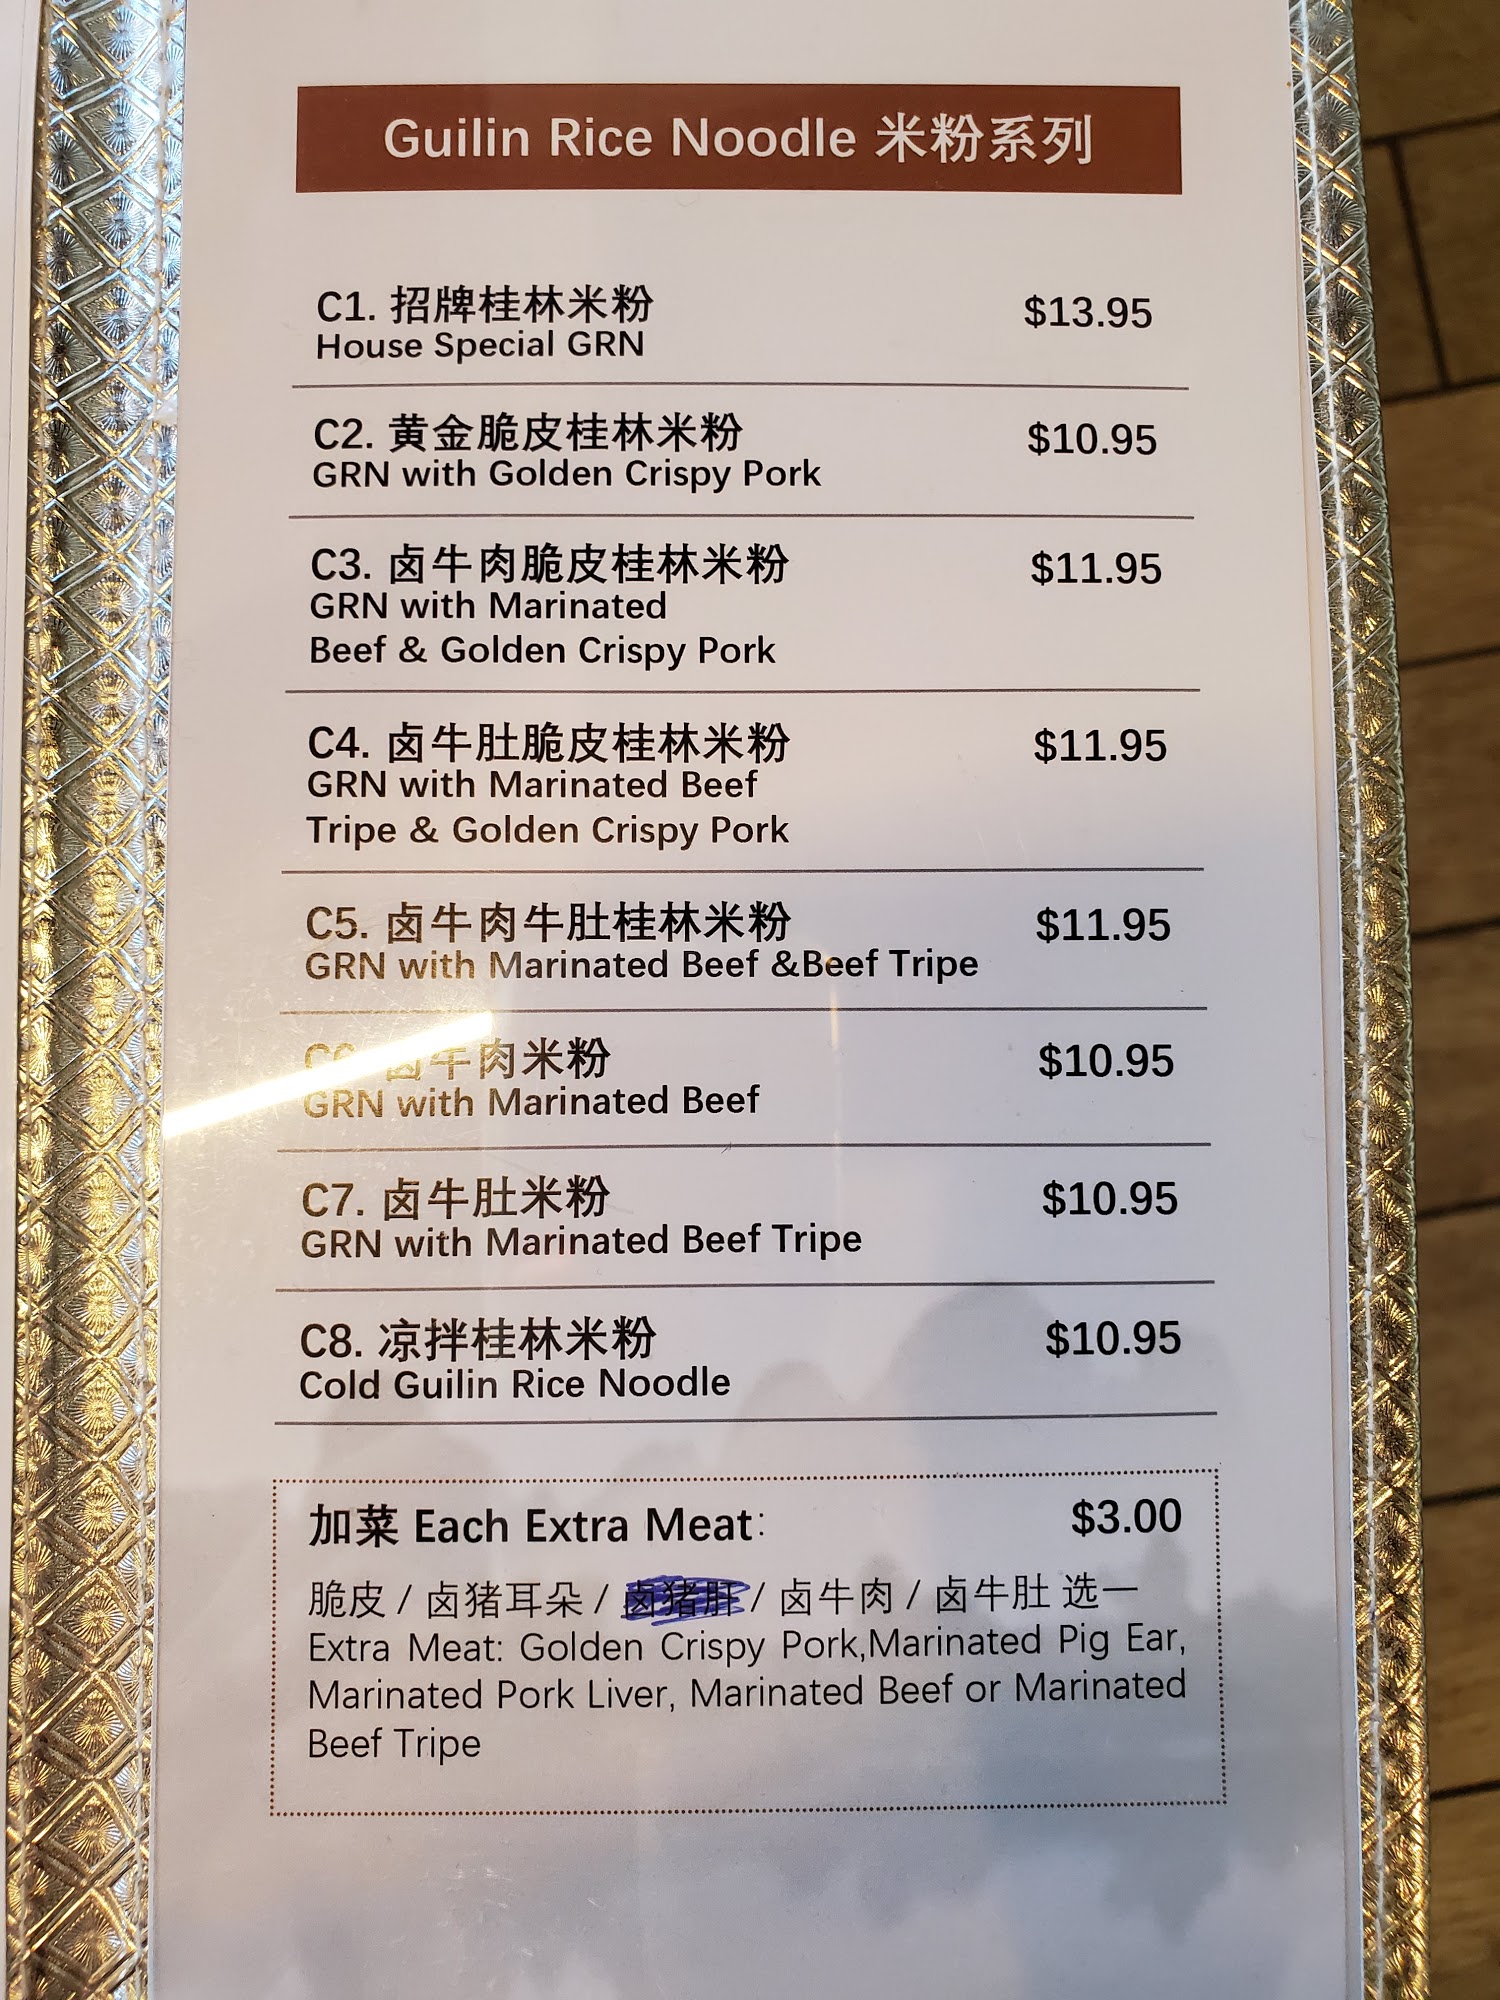 Guilin Rice Noodle 米粉系列
C1. 招牌桂林米粉 $13.95
House Special GRN
C2. 黄金脆皮桂林米粉 $10.95
GRN with Golden Crispy Pork
C3. 卤牛肉脆皮桂林米粉 $11.95
GRN with Marinated
Beef & Golden Crispy Pork
C4. 卤牛肚脆皮桂林米粉 $11.95
GRN with Marinated Beef
Tripe & Golden Crispy Pork
C5. 卤牛肉牛肚桂林米粉 $11.95
GRN with Marinated Beef &Beef Tripe
C6. 卤牛肉米粉 $10.95
GRN with Marinated Beef
C7. 卤牛肚米粉 $10.95
GRN with Marinated Beef Tripe
C8. 凉拌桂林米粉 $10.95
Cold Guilin Rice Noodle
加菜 Each Extra Meat: $3.00
脆皮 / 卤猪耳朵 / 卤猪肝 / 卤牛肉 / 卤牛肚 选一
Extra Meat: Golden Crispy Pork,Marinated Pig Ear,
Marinated Pork Liver, Marinated Beef or Marinated
Beef Tripe